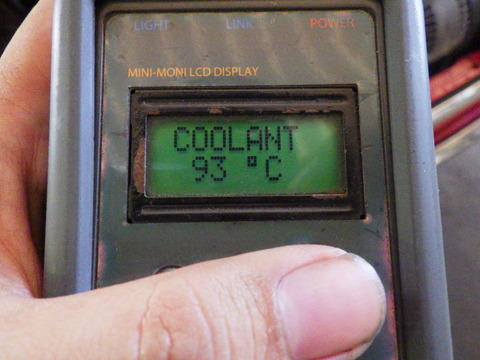 LIGHT LINK POWER
MINI-MONI LCD DISPLAY
COOLANT
93 °C